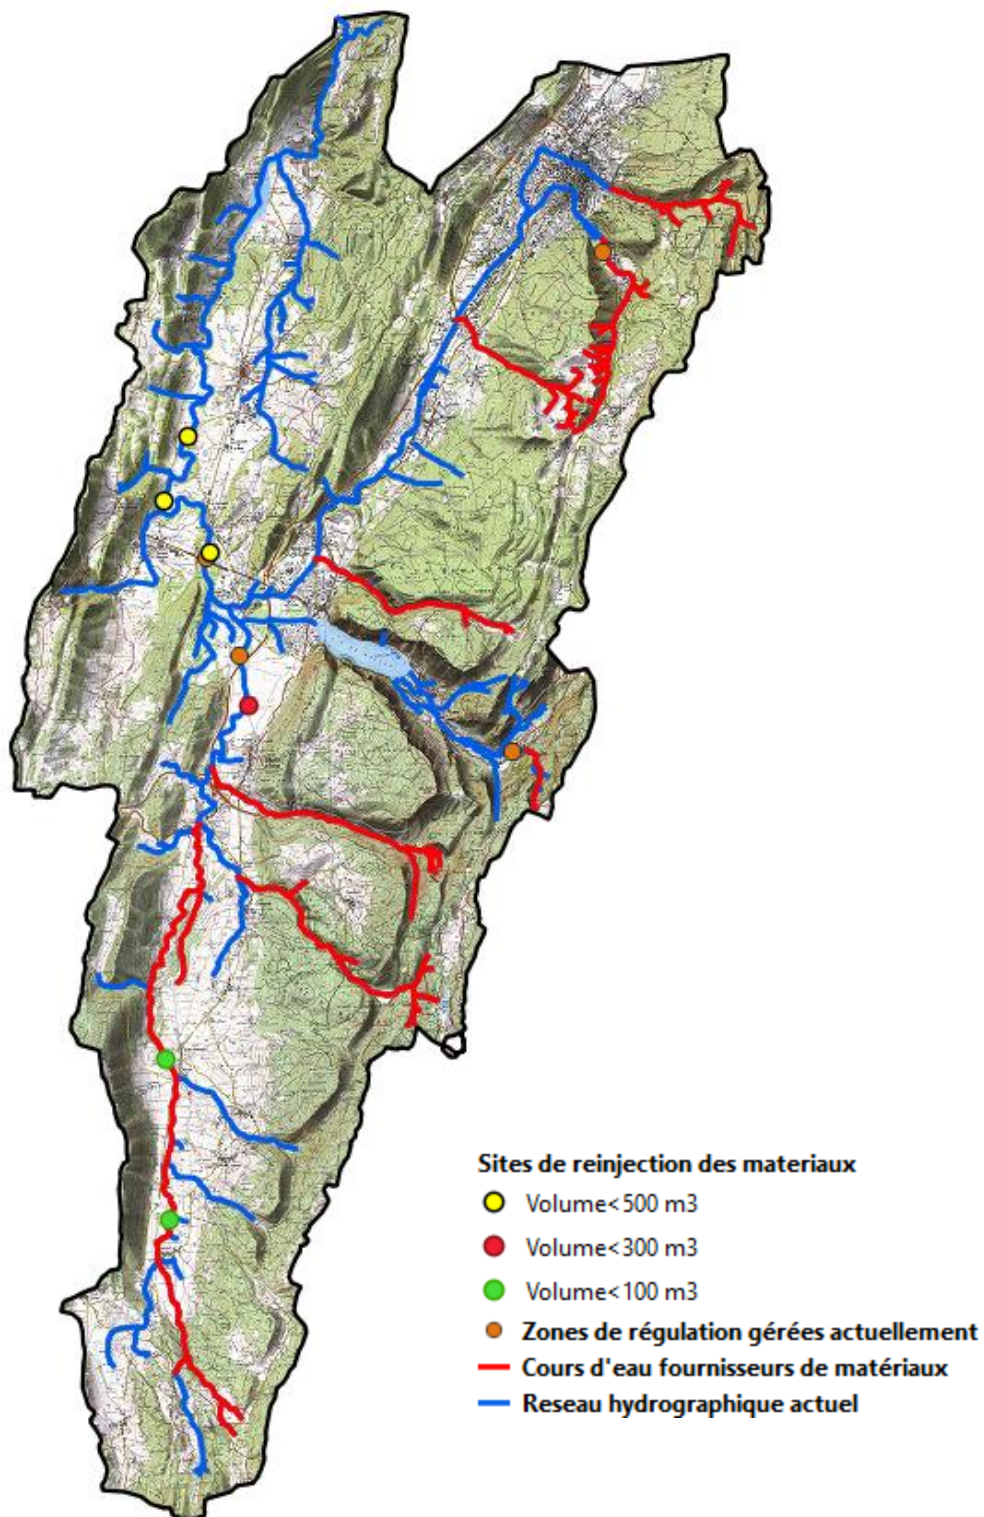 Sites de reinjection des materiaux
Volume<500 m3
Volume<300 m3
Volume<100 m3
Zones de régulation gérées actuellement
Cours d'eau fournisseurs de matériaux
Reseau hydrographique actuel